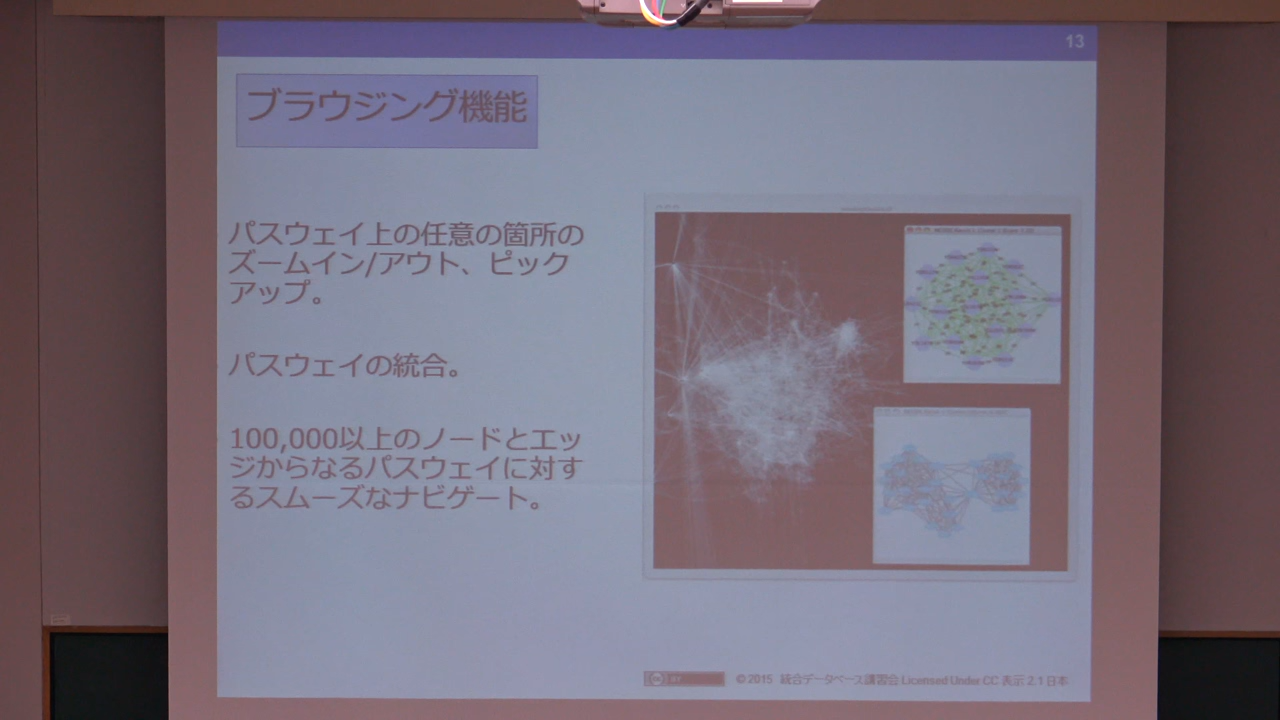 13
ブラウジング機能
パスウェイ上の任意の箇所の
ズームイン/アウト、ピック
アップ。
パスウェイの統合。
100,000以上のノードとエッ
ジからなるパスウェイに対す
るスムーズなナビゲート。
© 2015 統合データベース講習会 Licensed Under CC 表示 2.1 日本